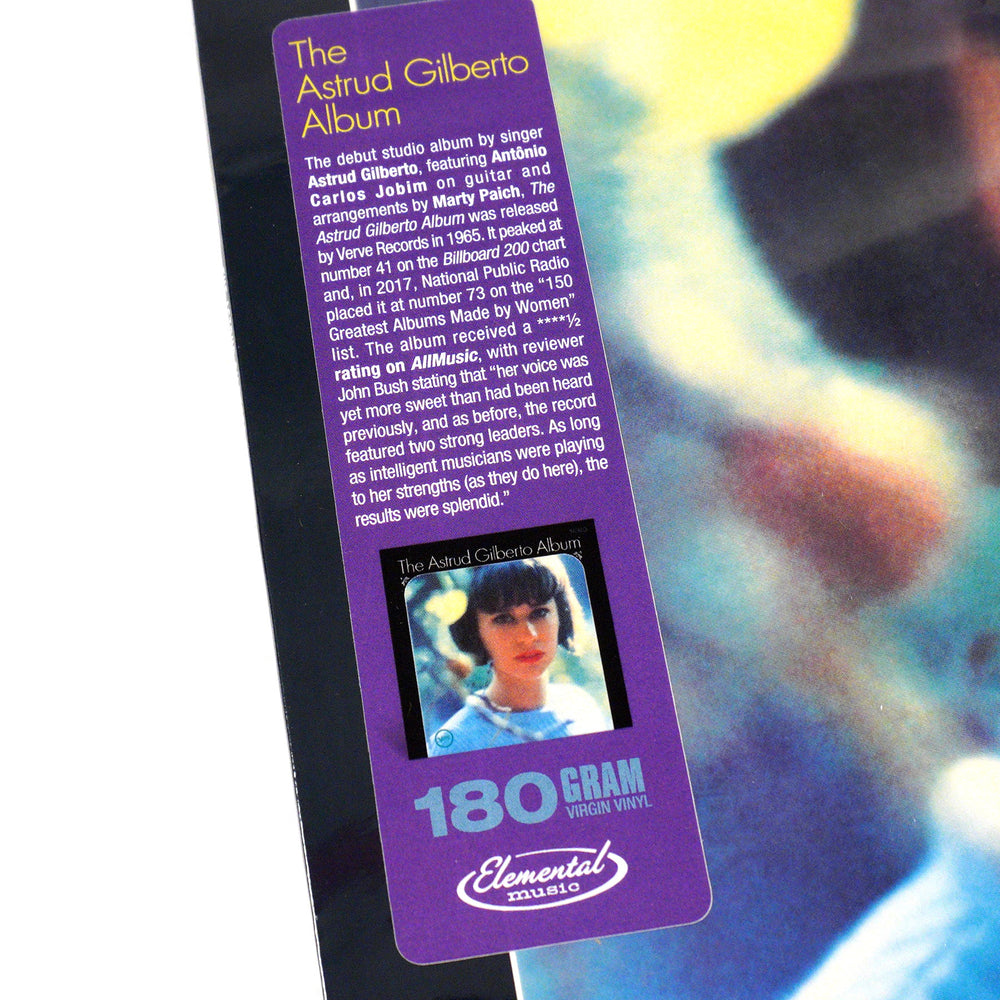 The
Astrud Gilberto
Album
The debut studio album by singer
Astrud Gilberto, featuring Antônio
Carlos Jobim on guitar and
arrangements by Marty Paich, The
Astrud Gilberto Album was released
by Verve Records in 1965. It peaked at
number 41 on the Billboard 200 chart
and, in 2017, National Public Radio
placed it at number 73 on the “150
Greatest Albums Made by Women”
list. The album received a ****½
rating on AllMusic, with reviewer
John Bush stating that “her voice was
yet more sweet than had been heard
previously, and as before, the record
featured two strong leaders. As long
as intelligent musicians were playing
to her strengths (as they do here), the
results were splendid.”
The Astrud Gilberto Album
180 GRAM
VIRGIN VINYL
Elemental
music